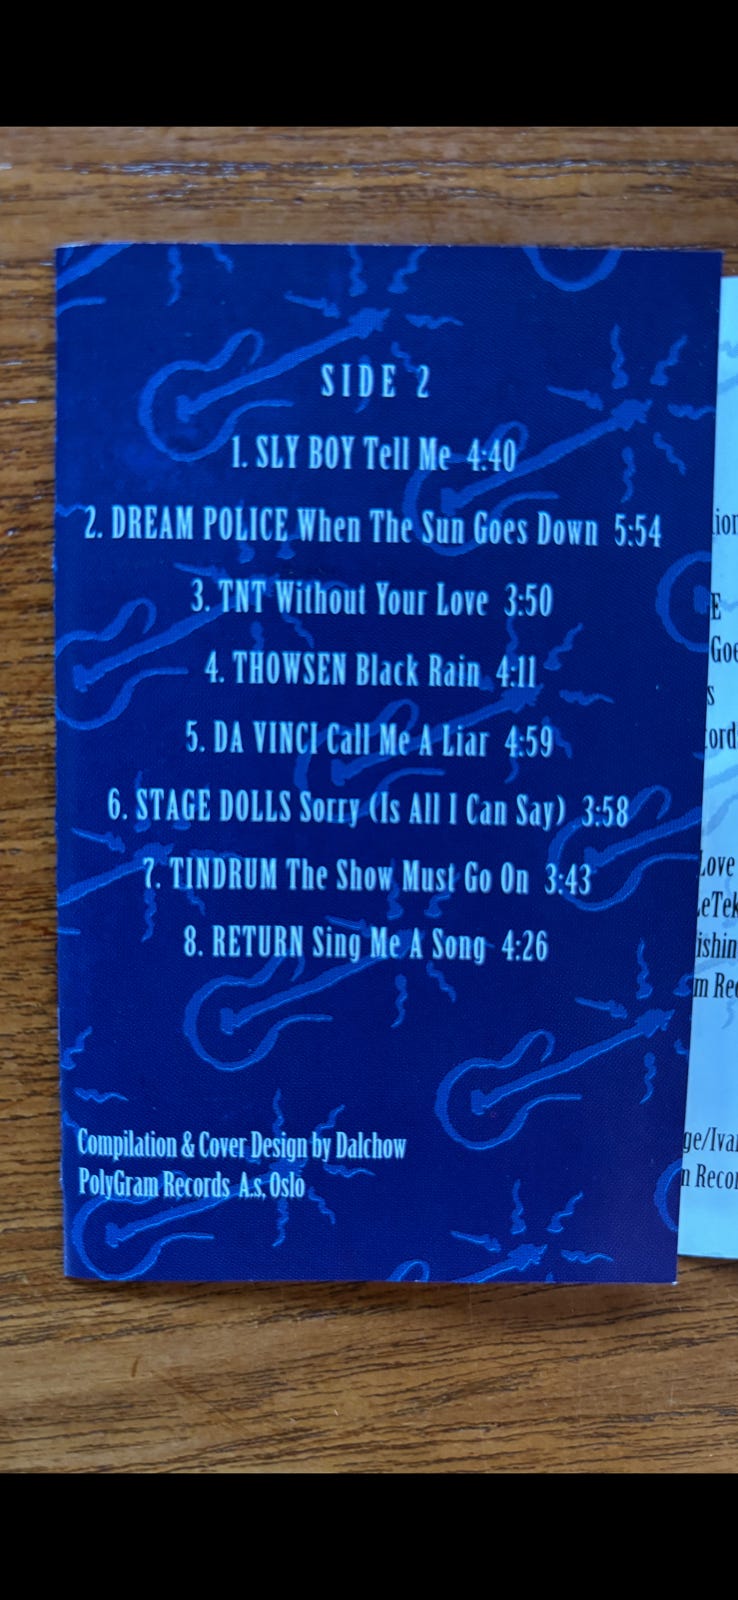 SIDE 2
1. SLY BOY Tell Me 4:40
2. DREAM POLICE When The Sun Goes Down 5:54
3. TNT Without Your Love 3:50
4. THOWSEN Black Rain 4:11
5. DA VINCI Call Me A Liar 4:59
6. STAGE DOLLS Sorry (Is All I Can Say) 3:58
7. TINDRUM The Show Must Go On 3:43
8. RETURN Sing Me A Song 4:26
Compilation & Cover Design by Dalchow
PolyGram Records A.s, Oslo